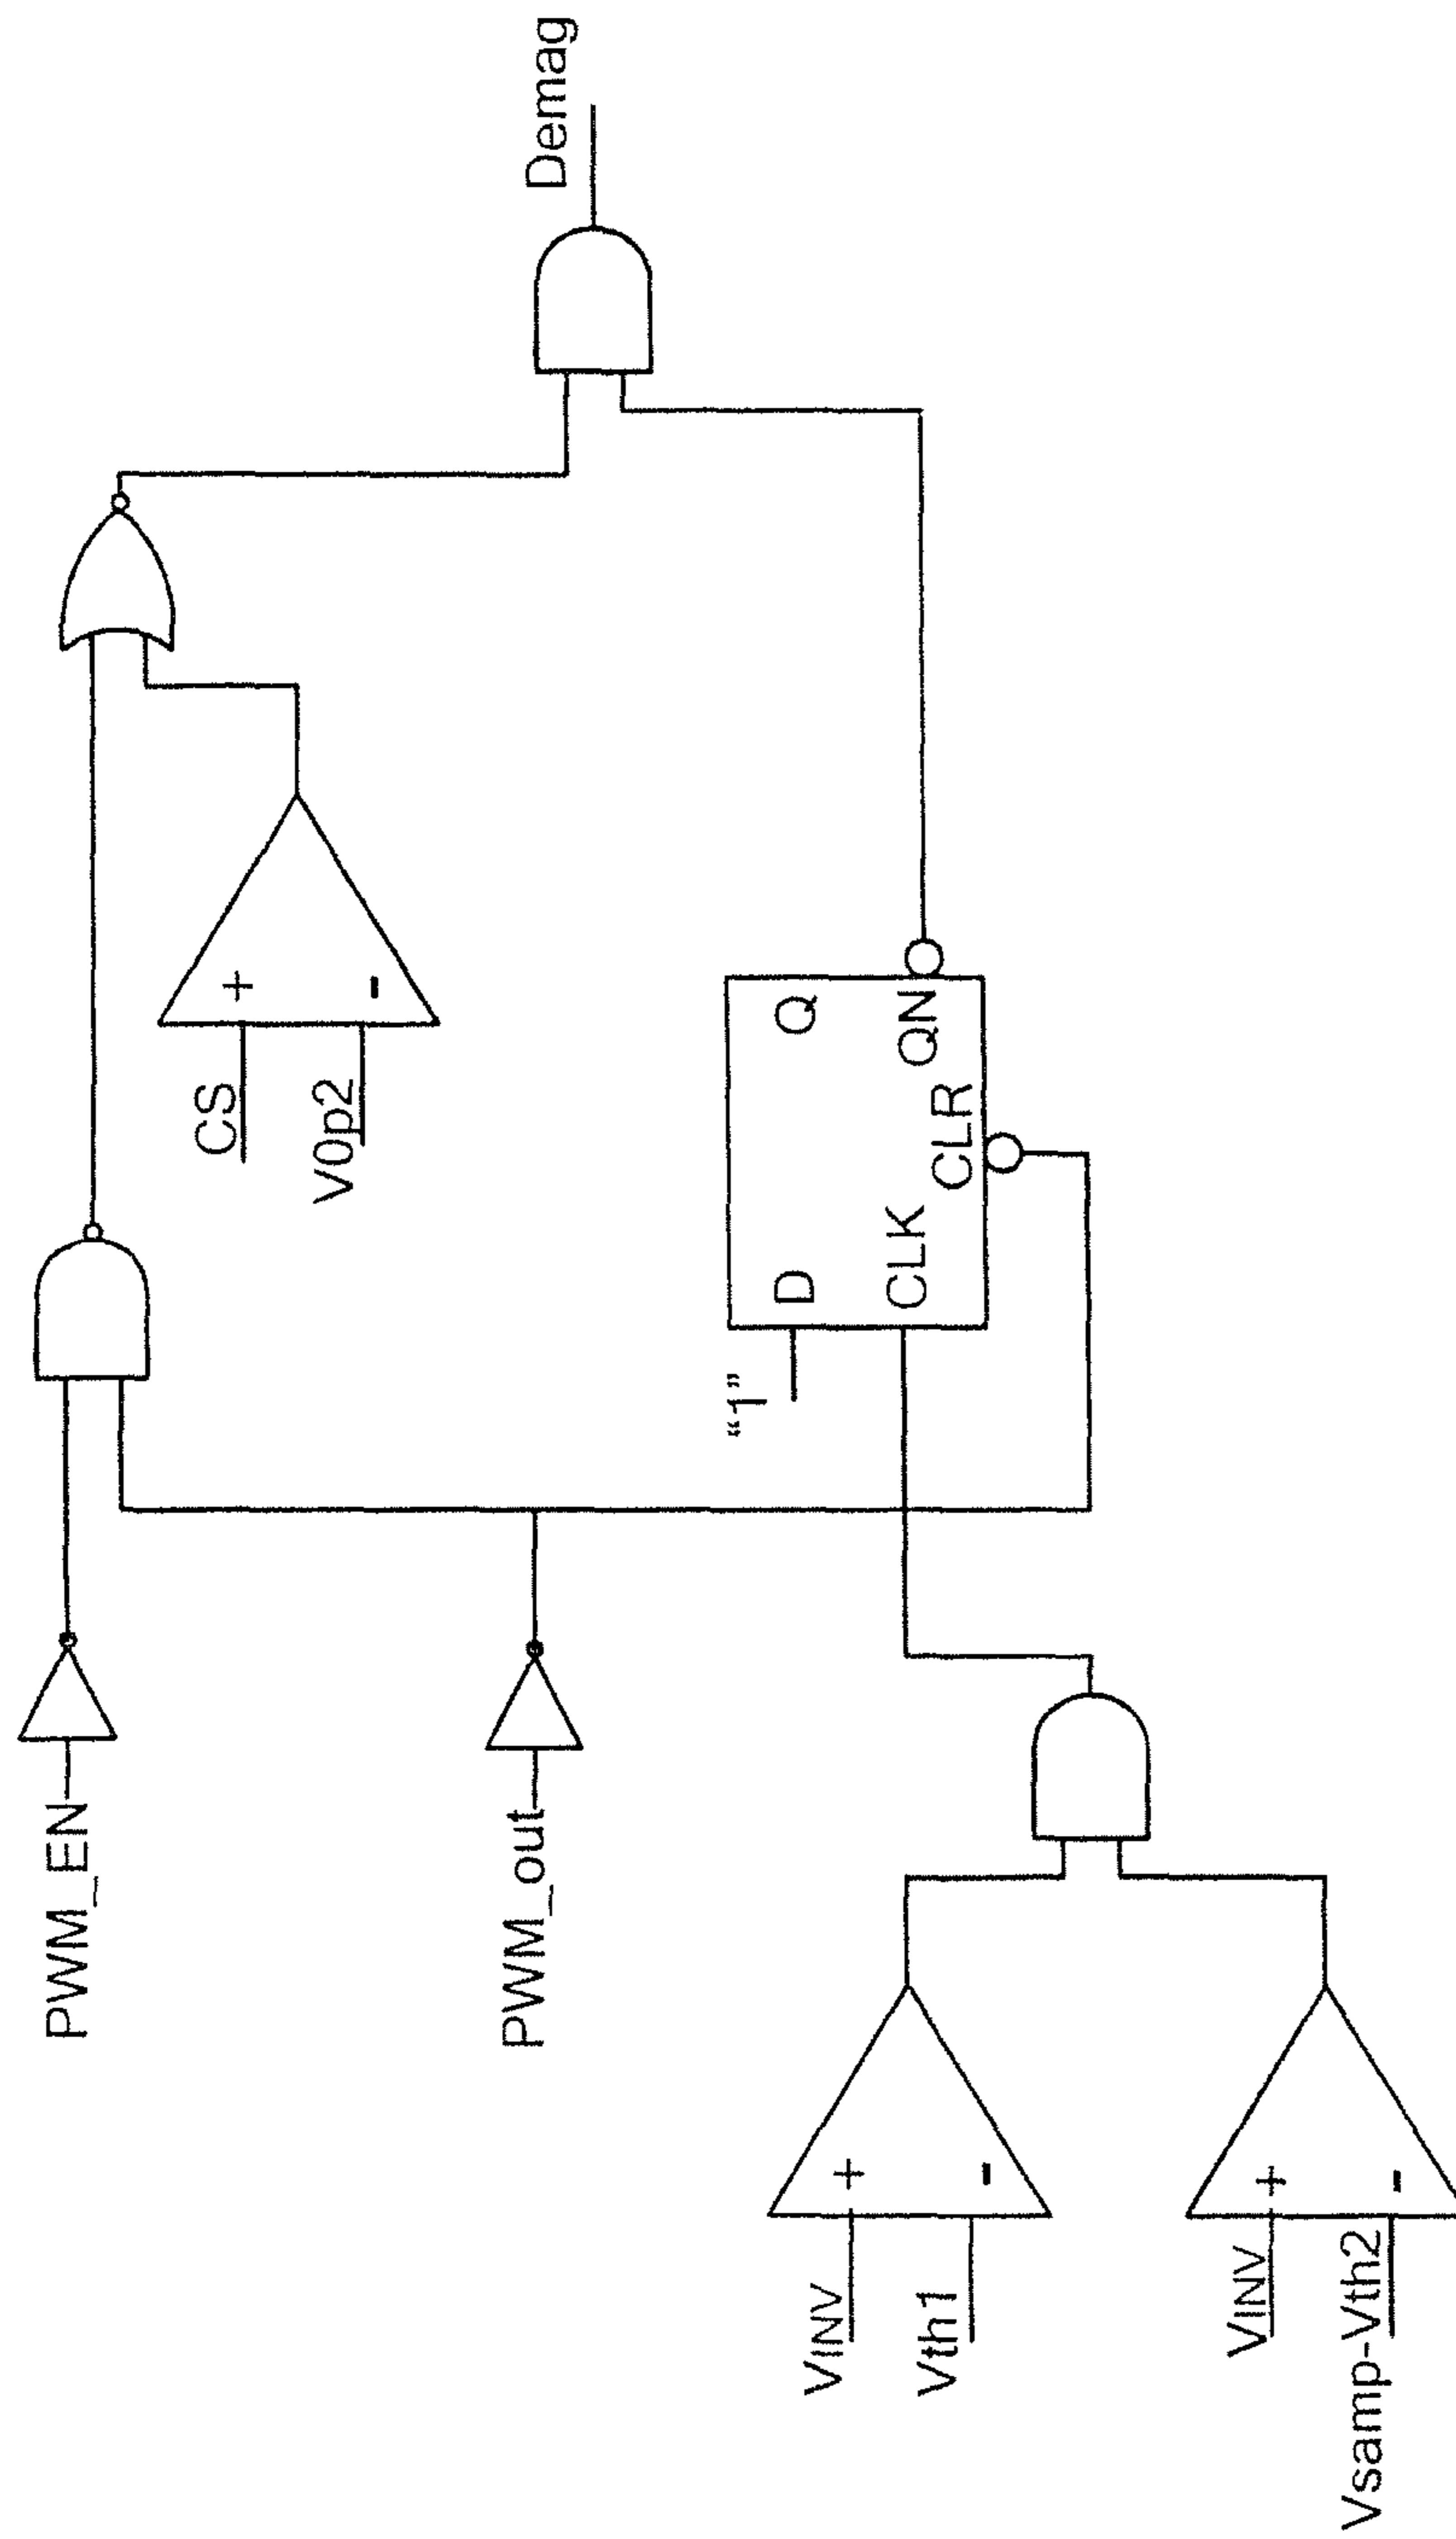 PWM_EN
PWM_out
CS
+
V0p2
-
Demag
"1"
D
Q
CLK
CLR
QN
VINV
+
Vth1
-
VINV
+
Vsamp-Vth2
-